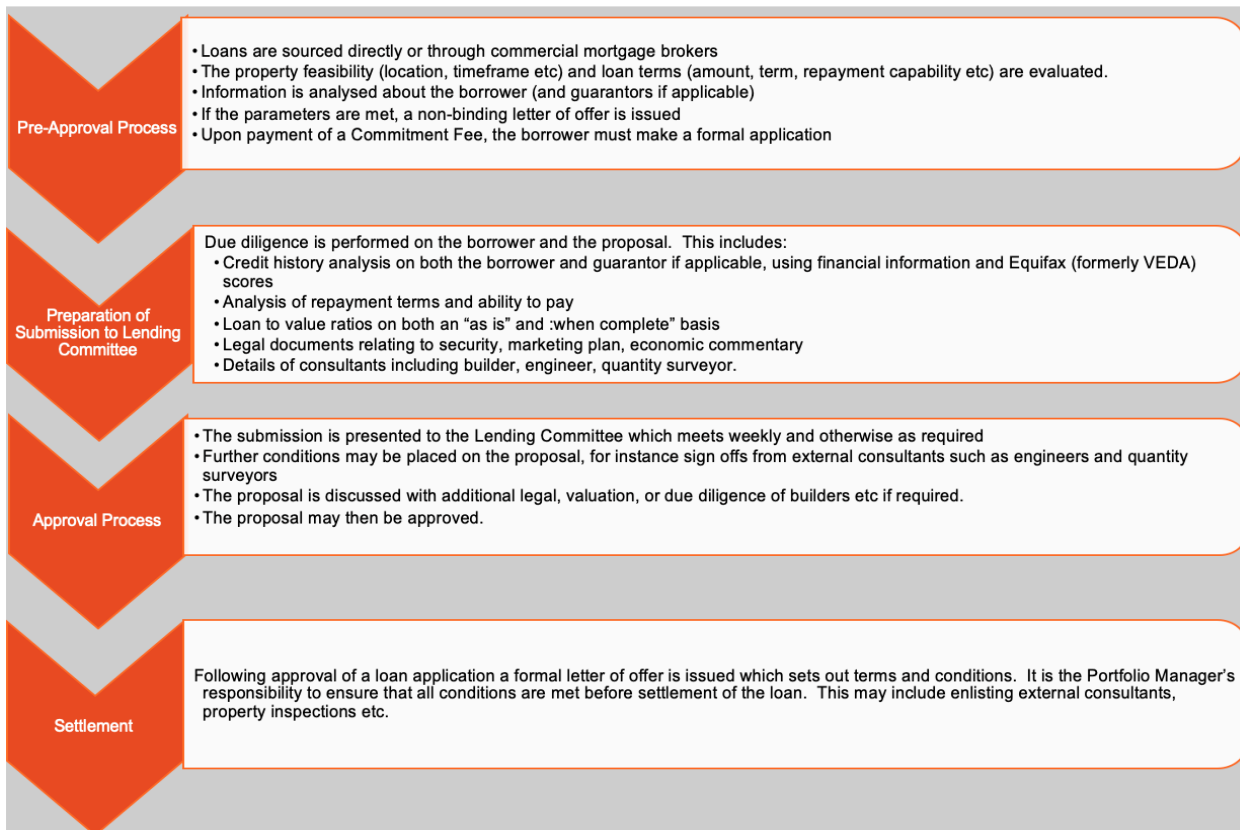 Pre-Approval Process
• Loans are sourced directly or through commercial mortgage brokers
• The property feasibility (location, timeframe etc) and loan terms (amount, term, repayment capability etc) are evaluated.
• Information is analysed about the borrower (and guarantors if applicable)
• If the parameters are met, a non-binding letter of offer is issued
• Upon payment of a Commitment Fee, the borrower must make a formal application
Preparation of
Submission to Lending
Committee
Due diligence is performed on the borrower and the proposal.  This includes:
• Credit history analysis on both the borrower and guarantor if applicable, using financial information and Equifax (formerly VEDA)
scores
• Analysis of repayment terms and ability to pay
• Loan to value ratios on both an “as is” and :when complete” basis
• Legal documents relating to security, marketing plan, economic commentary
• Details of consultants including builder, engineer, quantity surveyor.
Approval Process
• The submission is presented to the Lending Committee which meets weekly and otherwise as required
• Further conditions may be placed on the proposal, for instance sign offs from external consultants such as engineers and quantity
surveyors
• The proposal is discussed with additional legal, valuation, or due diligence of builders etc if required.
• The proposal may then be approved.
Settlement
Following approval of a loan application a formal letter of offer is issued which sets out terms and conditions.  It is the Portfolio Manager’s
responsibility to ensure that all conditions are met before settlement of the loan.  This may include enlisting external consultants,
property inspections etc.